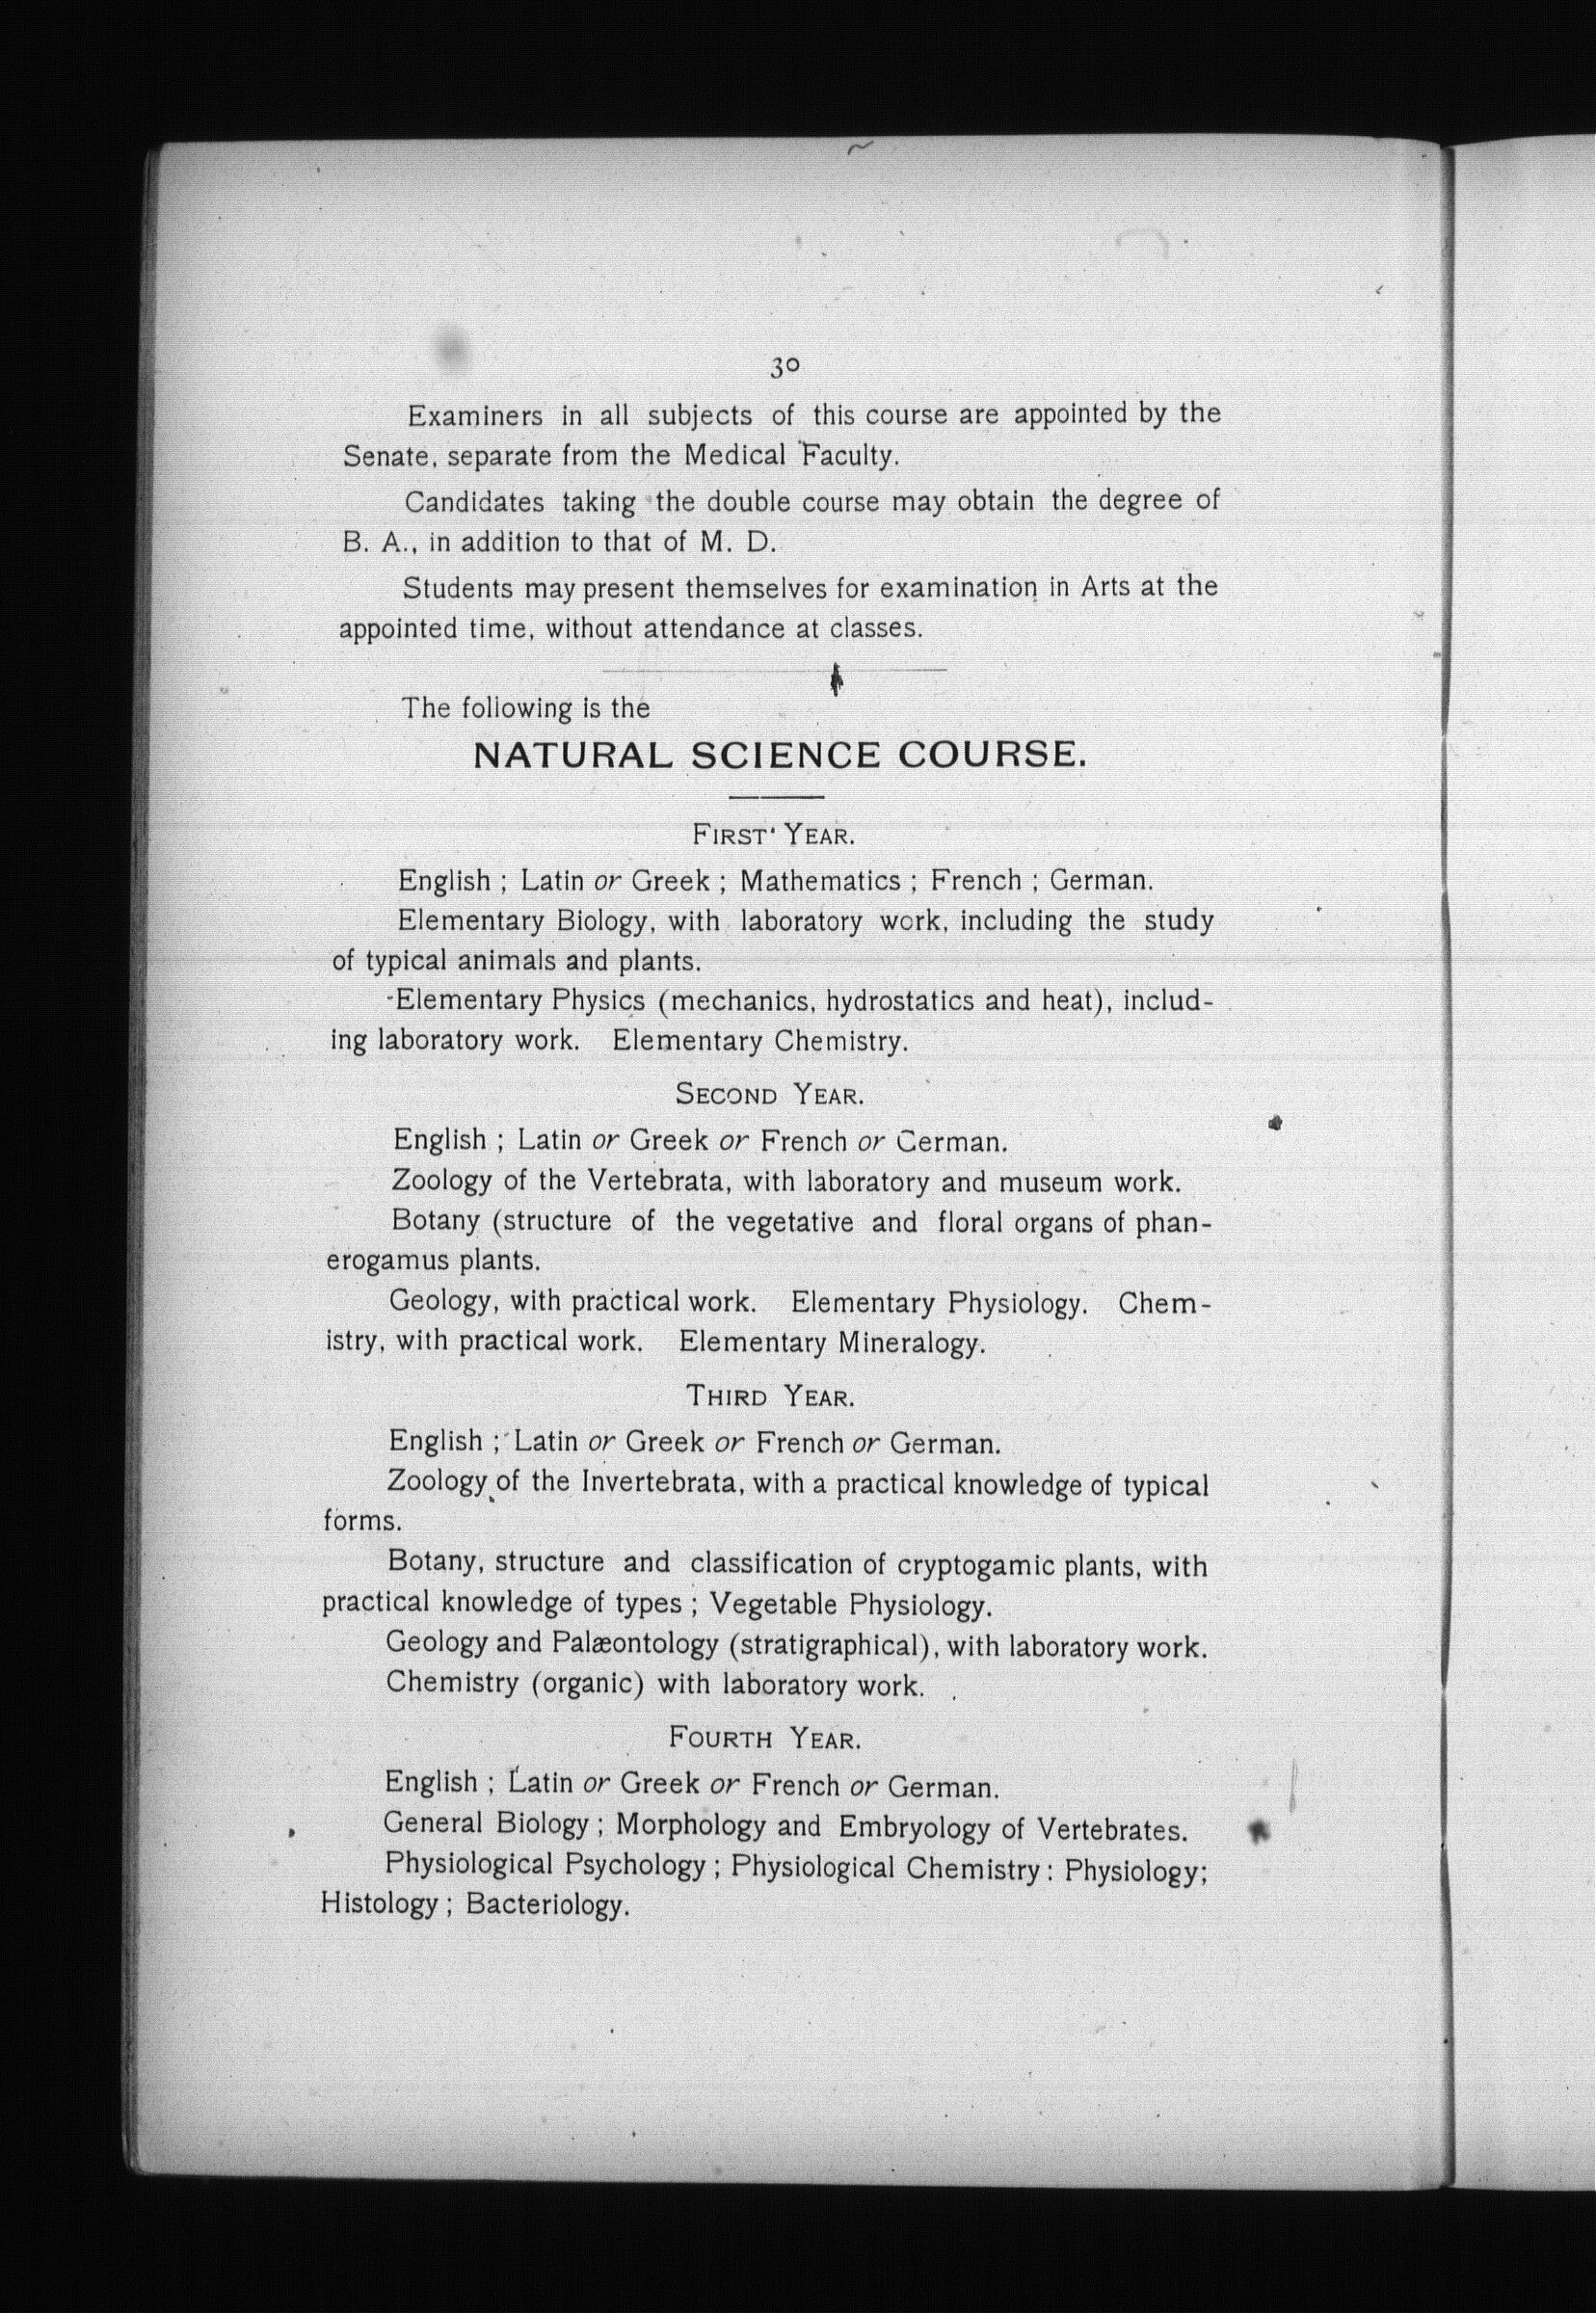 30
Examiners in all subjects of this course are appointed by the
Senate, separate from the Medical Faculty.
Candidates taking the double course may obtain the degree of
B. A., in addition to that of M. D.
Students may present themselves for examination in Arts at the
appointed time, without attendance at classes.
The following is the
NATURAL SCIENCE COURSE.
FIRST YEAR.
English ; Latin or Greek ; Mathematics ; French ; German.
Elementary Biology, with laboratory work, including the study
of typical animals and plants.
Elementary Physics (mechanics, hydrostatics and heat), includ-
ing laboratory work. Elementary Chemistry.
SECOND YEAR.
English ; Latin or Greek or French or German.
Zoology of the Vertebrata, with laboratory and museum work.
Botany (structure of the vegetative and floral organs of phan-
erogamus plants.
Geology, with practical work. Elementary Physiology. Chem-
istry, with practical work. Elementary Mineralogy.
THIRD YEAR.
English ; Latin or Greek or French or German.
Zoology of the Invertebrata, with a practical knowledge of typical
forms.
Botany, structure and classification of cryptogamic plants, with
practical knowledge of types ; Vegetable Physiology.
Geology and Palæontology (stratigraphical), with laboratory work.
Chemistry (organic) with laboratory work.
FOURTH YEAR.
English ; Latin or Greek or French or German.
General Biology ; Morphology and Embryology of Vertebrates.
Physiological Psychology ; Physiological Chemistry : Physiology;
Histology ; Bacteriology.